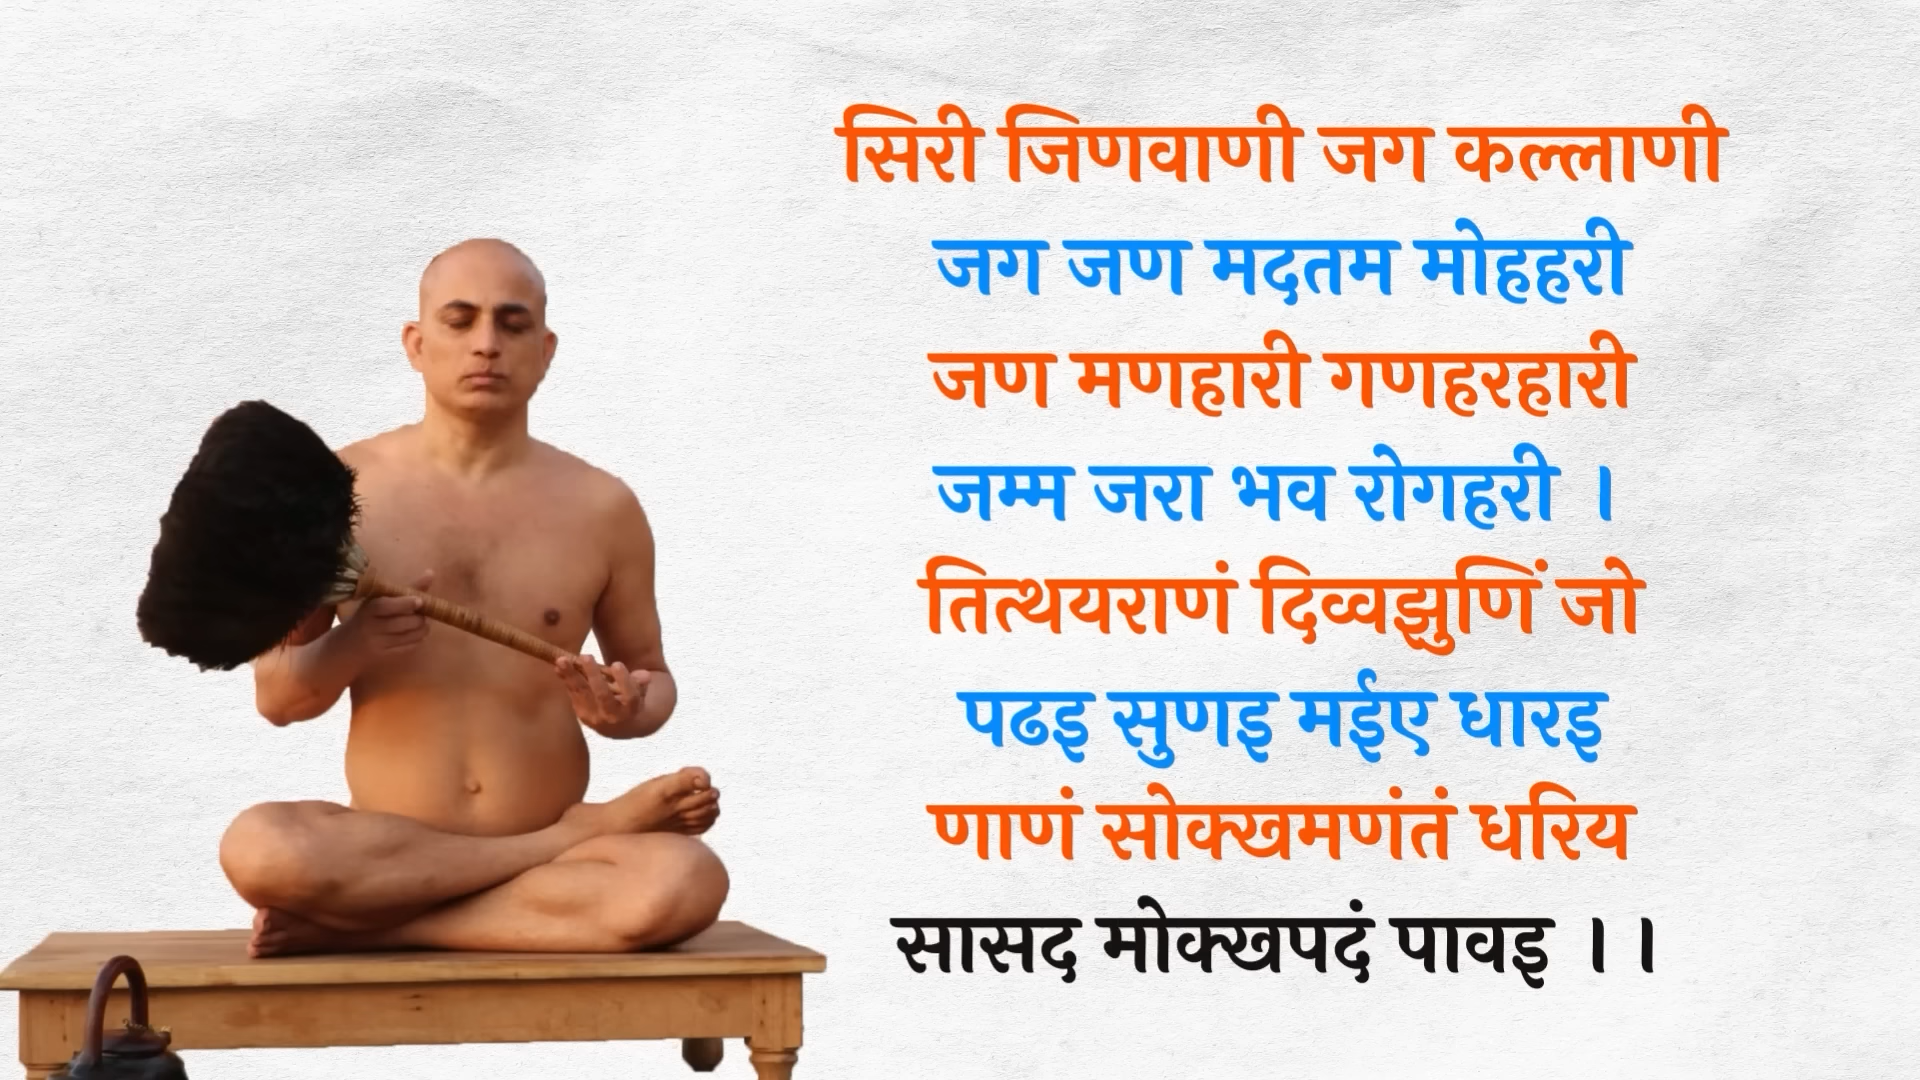 सिरी जिणवाणी जग कल्लाणी
जग जण मदतम मोहहरी
जण मणहारी गणहरहारी
जम्म जरा भव रोगहरी ।
तित्थयराणं दिव्वझुणिं जो
पढइ सुणइ मईए धारइ
णाणं सोक्खमणंतं धरिय
सासद मोक्खपदं पावइ ।।